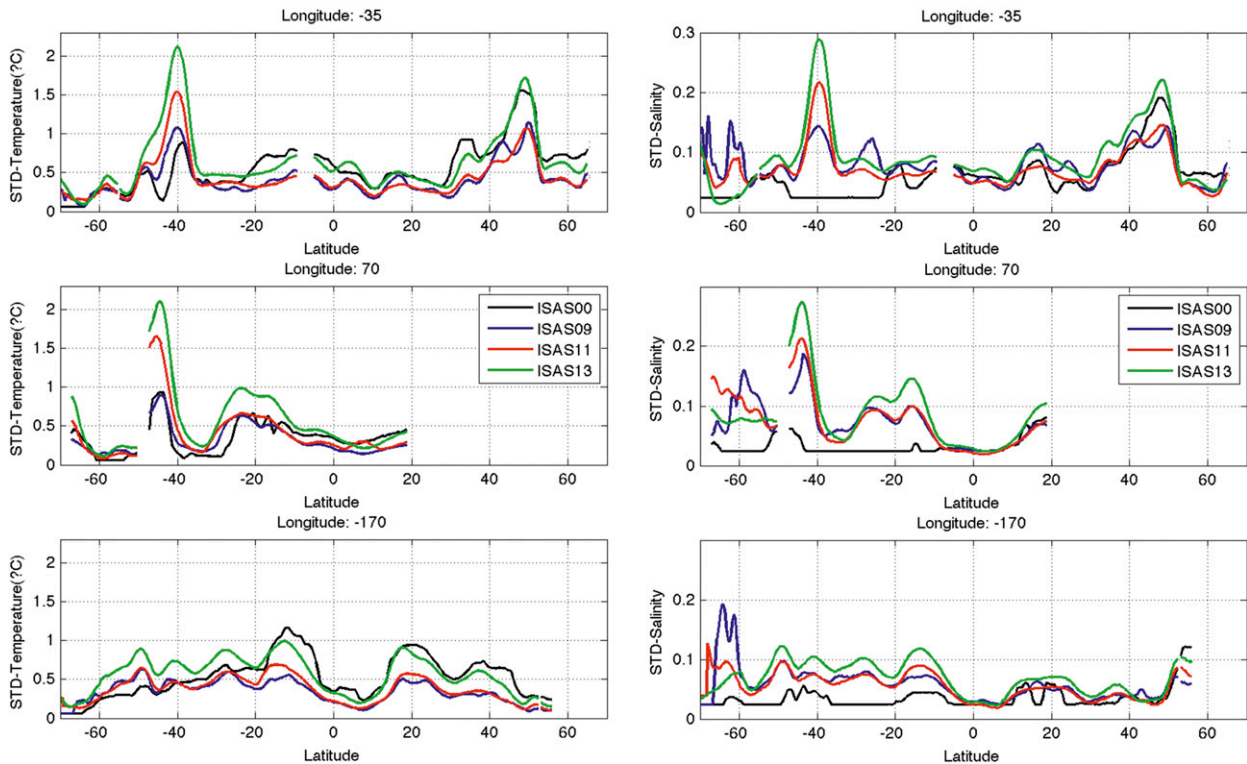 Longitude: -35
STD-Temperature(?C)
2
1.5
1
0.5
0
-60 -40 -20 0 20 40 60
Latitude
Longitude: -35
STD-Salinity
0.3
0.2
0.1
0
-60 -40 -20 0 20 40 60
Latitude
Longitude: 70
STD-Temperature(?C)
2
1.5
1
0.5
0
ISAS00
ISAS09
ISAS11
ISAS13
-60 -40 -20 0 20 40 60
Latitude
Longitude: 70
STD-Salinity
0.2
0.1
0
ISAS00
ISAS09
ISAS11
ISAS13
-60 -40 -20 0 20 40 60
Latitude
Longitude: -170
STD-Temperature(?C)
2
1.5
1
0.5
0
-60 -40 -20 0 20 40 60
Latitude
Longitude: -170
STD-Salinity
0.2
0.1
0
-60 -40 -20 0 20 40 60
Latitude